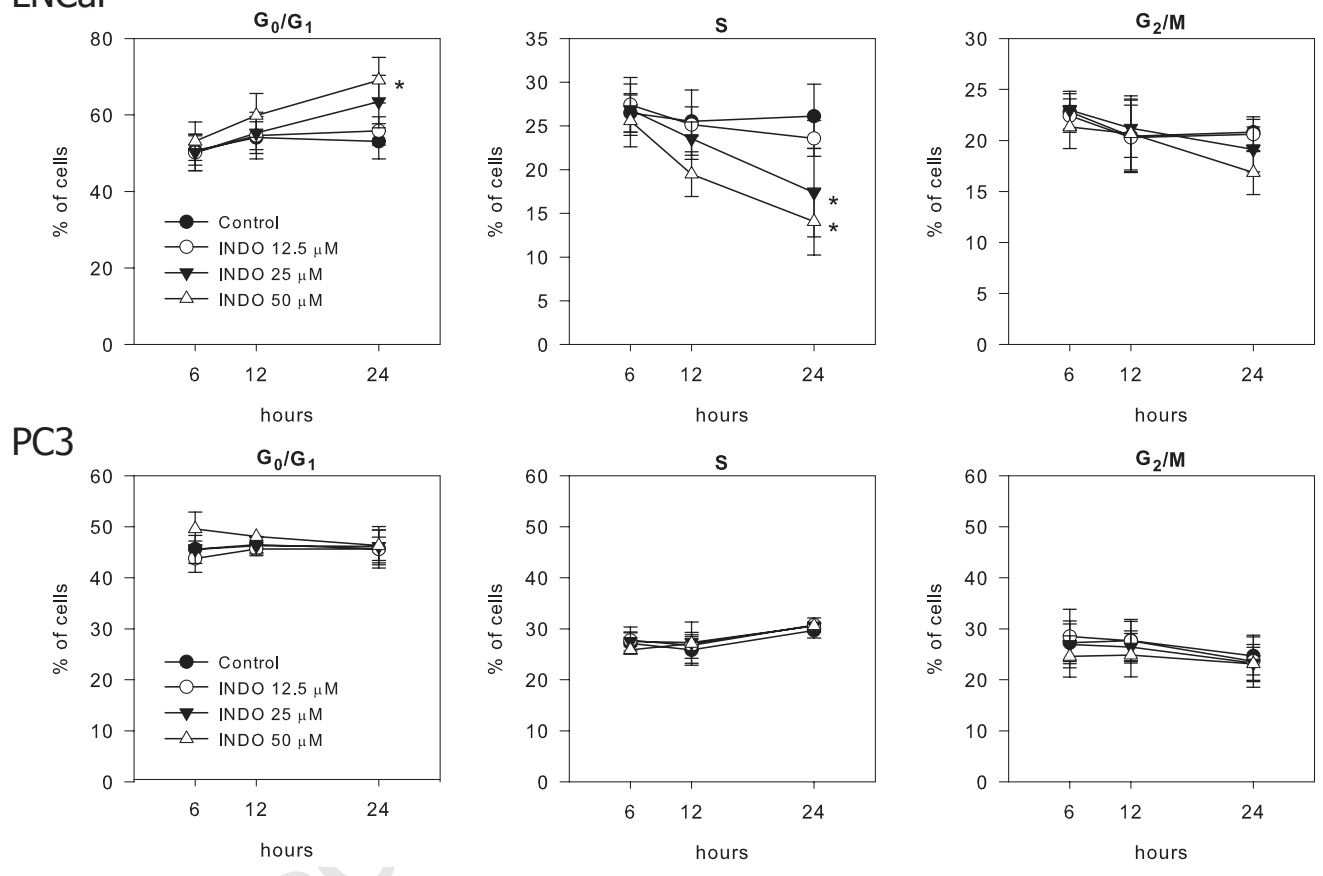 LNCaP
G0/G1
S
G2/M
80
60
40
20
0
% of cells
Control
INDO 12.5 μM
INDO 25 μM
INDO 50 μM
*
6 12 24
hours
35
30
25
20
15
10
5
0
% of cells
*
*
6 12 24
hours
30
25
20
15
10
5
0
% of cells
6 12 24
hours
PC3
G0/G1
S
G2/M
60
50
40
30
20
10
0
% of cells
Control
INDO 12.5 μM
INDO 25 μM
INDO 50 μM
6 12 24
hours
60
50
40
30
20
10
0
% of cells
6 12 24
hours
60
50
40
30
20
10
0
% of cells
6 12 24
hours